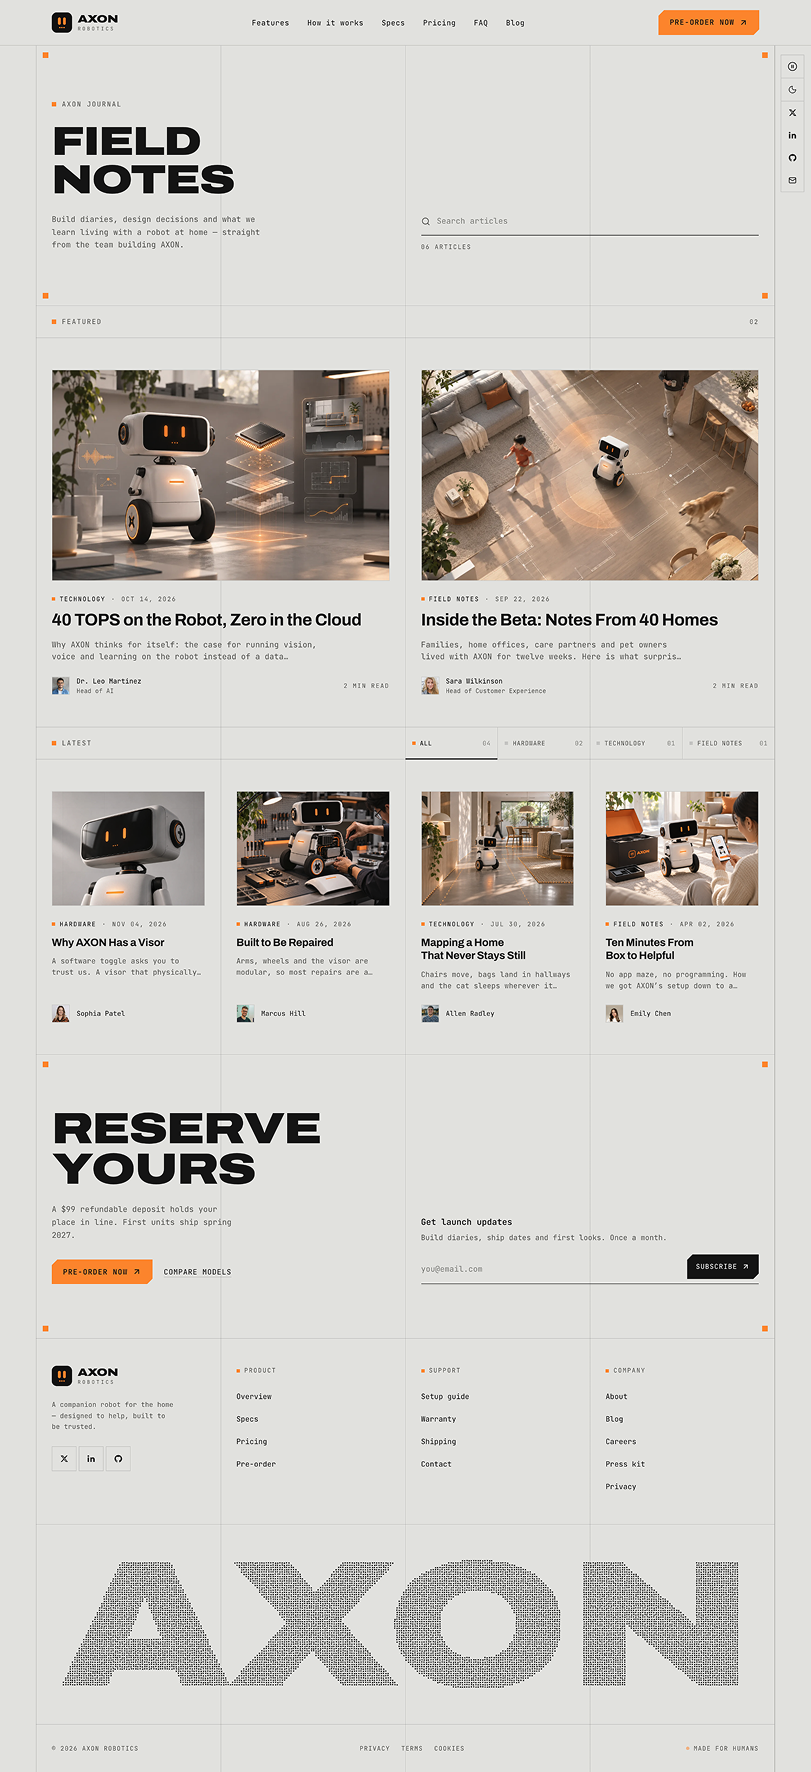 AXON
ROBOTICS
Features How it works Specs Pricing FAQ Blog
PRE-ORDER NOW
AXON JOURNAL
FIELD
NOTES
Build diaries, design decisions and what we
learn living with a robot at home — straight
from the team building AXON.
Search articles
06 ARTICLES
FEATURED
02
TECHNOLOGY · OCT 14, 2026
40 TOPS on the Robot, Zero in the Cloud
Why AXON thinks for itself: the case for running vision,
voice and learning on the robot instead of a data…
Dr. Leo Martinez
Head of AI
2 MIN READ
FIELD NOTES · SEP 22, 2026
Inside the Beta: Notes From 40 Homes
Families, home offices, care partners and pet owners
lived with AXON for twelve weeks. Here is what surpris…
Sara Wilkinson
Head of Customer Experience
2 MIN READ
LATEST
ALL 04
HARDWARE 02
TECHNOLOGY 01
FIELD NOTES 01
HARDWARE · NOV 04, 2026
Why AXON Has a Visor
A software toggle asks you to
trust us. A visor that physically…
Sophia Patel
HARDWARE · AUG 26, 2026
Built to Be Repaired
Arms, wheels and the visor are
modular, so most repairs are a…
Marcus Hill
TECHNOLOGY · JUL 30, 2026
Mapping a Home
That Never Stays Still
Chairs move, bags land in hallways
and the cat sleeps wherever it…
Allen Radley
AXON
FIELD NOTES · APR 02, 2026
Ten Minutes From
Box to Helpful
No app maze, no programming. How
we got AXON’s setup down to a…
Emily Chen
RESERVE
YOURS
A $99 refundable deposit holds your
place in line. First units ship spring
2027.
PRE-ORDER NOW
COMPARE MODELS
Get launch updates
Build diaries, ship dates and first looks. Once a month.
you@email.com
SUBSCRIBE
AXON
ROBOTICS
A companion robot for the home
— designed to help, built to
be trusted.
PRODUCT
Overview
Specs
Pricing
Pre-order
SUPPORT
Setup guide
Warranty
Shipping
Contact
COMPANY
About
Blog
Careers
Press kit
Privacy
AXON
© 2026 AXON ROBOTICS
PRIVACY TERMS COOKIES
MADE FOR HUMANS